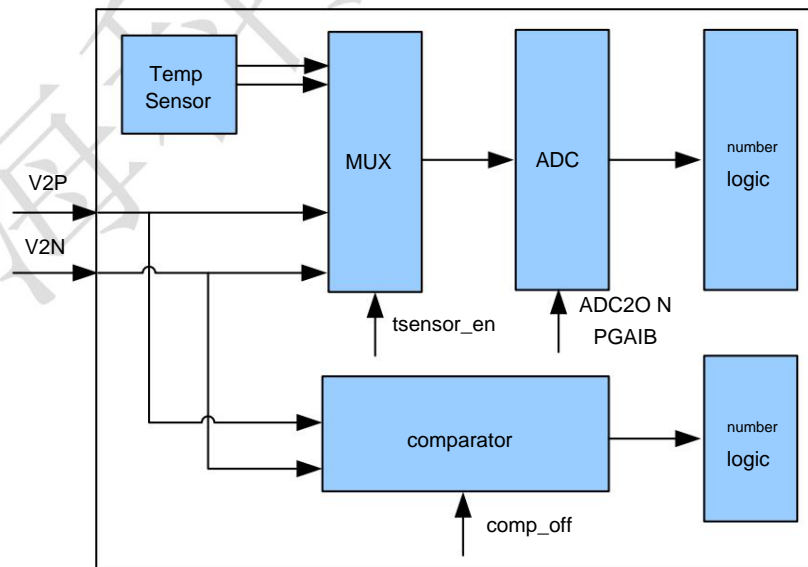 Temp
Sensor
MUX
ADC
number
logic
V2P
V2N
tsensor_en
ADC2O N
PGAIB
comparator
number
logic
comp_off